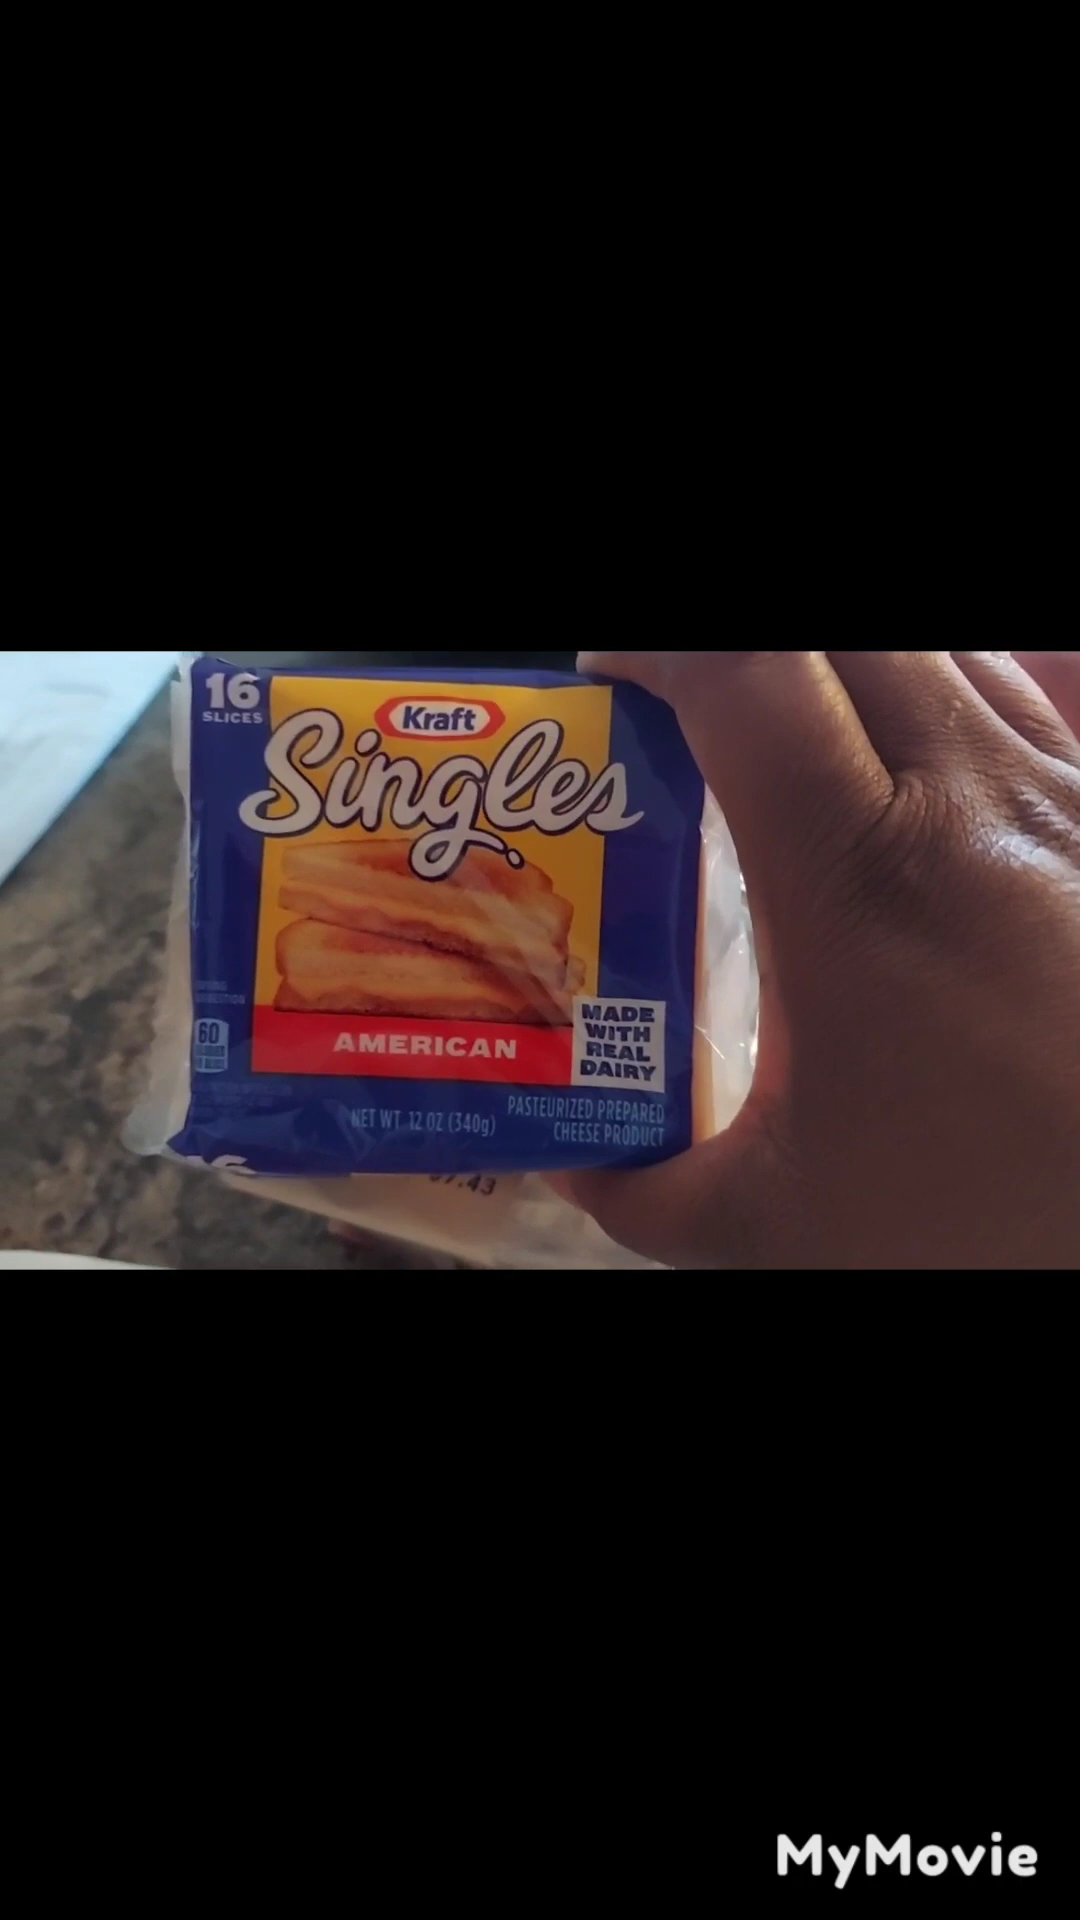 16
SLICES
Kraft
Singles
60
AMERICAN
MADE
WITH
REAL
DAIRY
NET WT 12 OZ (340g)
PASTEURIZED PREPARED
CHEESE PRODUCT
MyMovie